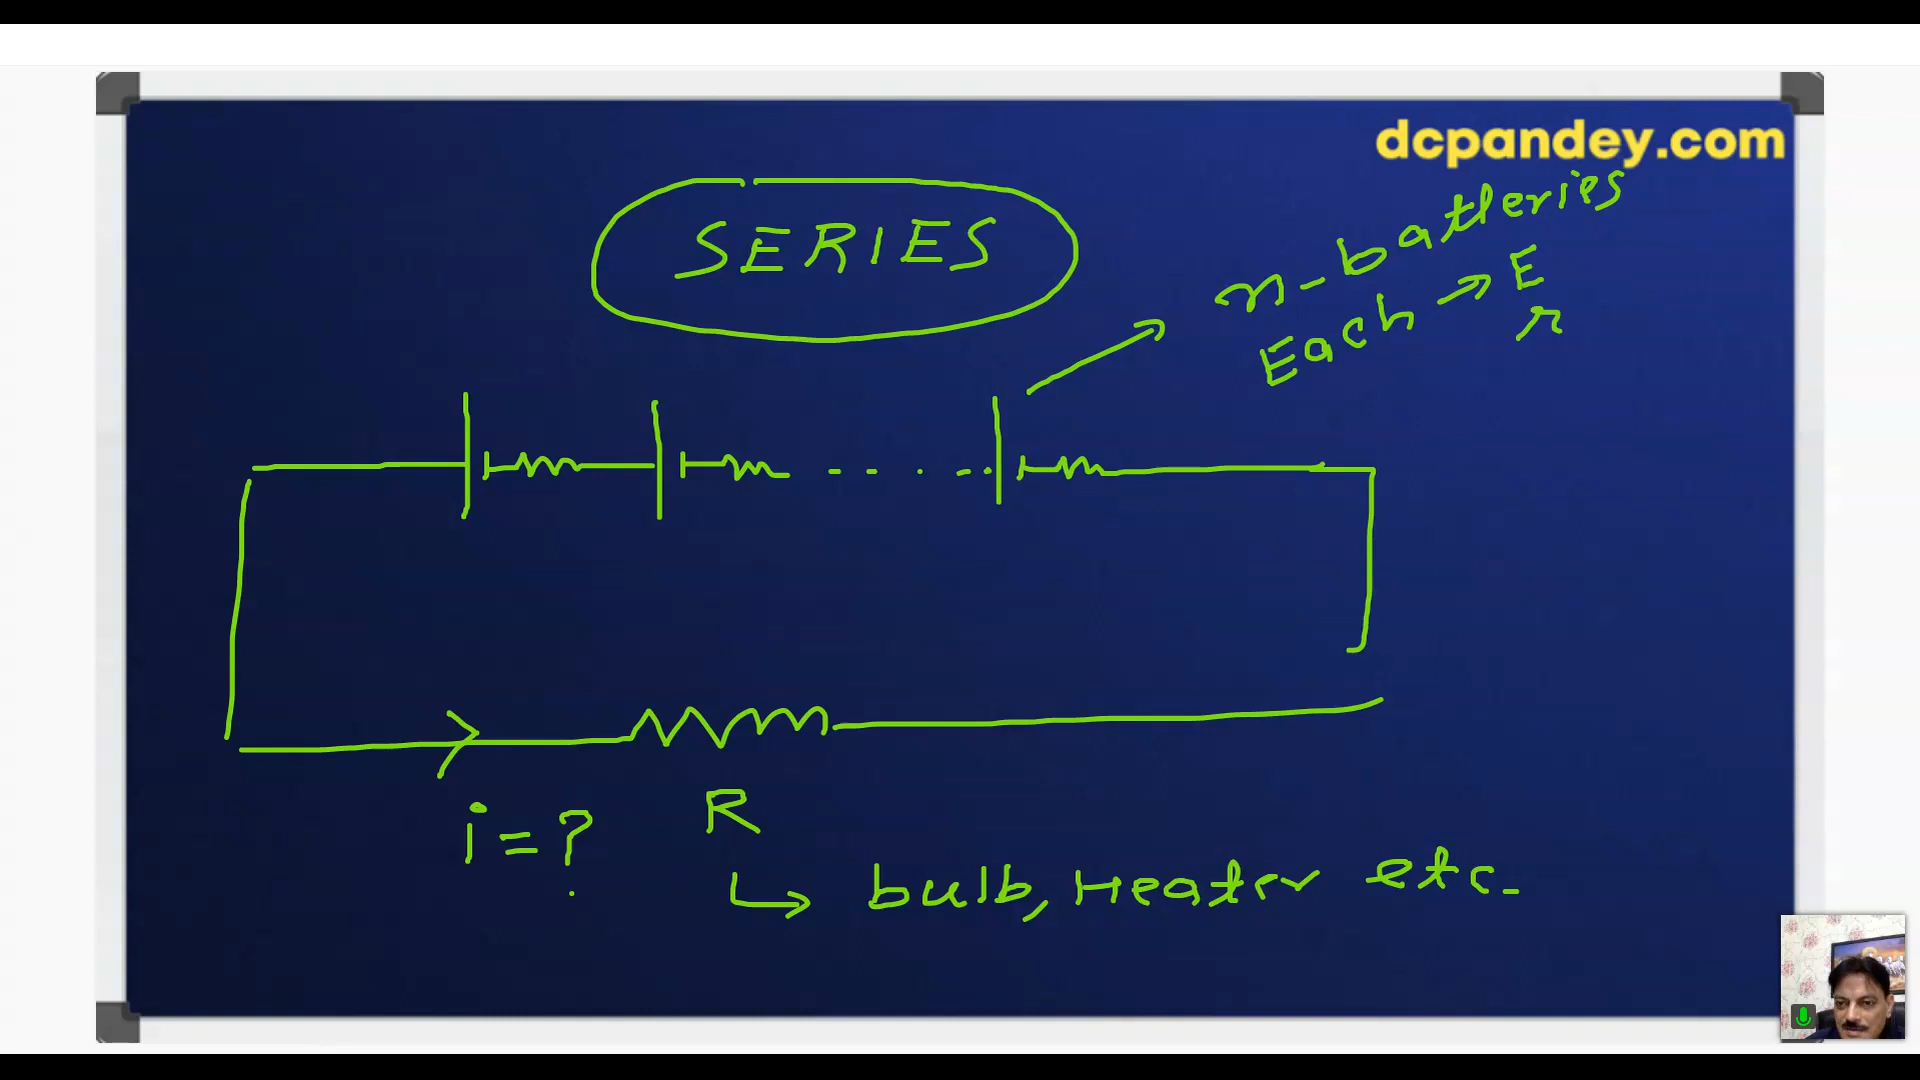 dcpandey.com
SERIES
n-batteries
Each → E
r
i = ?
R
↳ bulb, Heater etc.